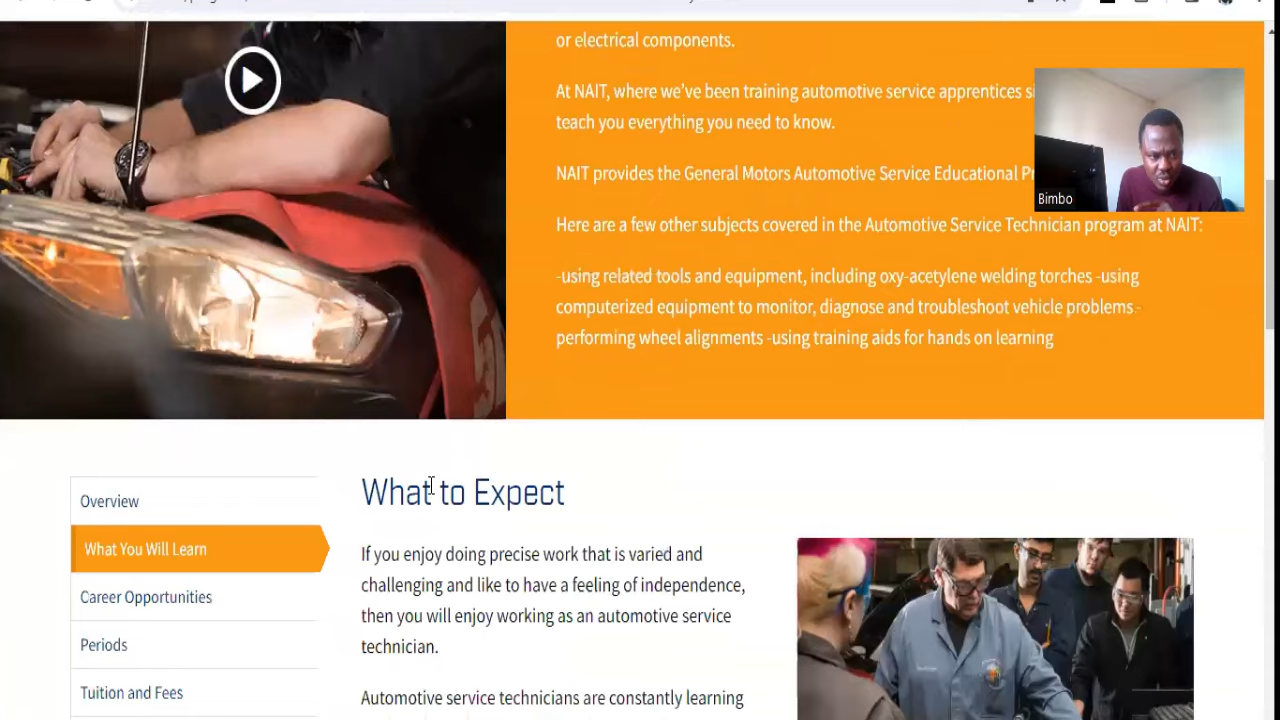 or electrical components.
At NAIT, where we've been training automotive service apprentices si
teach you everything you need to know.
NAIT provides the General Motors Automotive Service Educational Pr
Bimbo
Here are a few other subjects covered in the Automotive Service Technician program at NAIT:
-using related tools and equipment, including oxy-acetylene welding torches -using
computerized equipment to monitor, diagnose and troubleshoot vehicle problems -
performing wheel alignments -using training aids for hands on learning
Overview
What You Will Learn
Career Opportunities
Periods
Tuition and Fees
What to Expect
If you enjoy doing precise work that is varied and
challenging and like to have a feeling of independence,
then you will enjoy working as an automotive service
technician.
Automotive service technicians are constantly learning